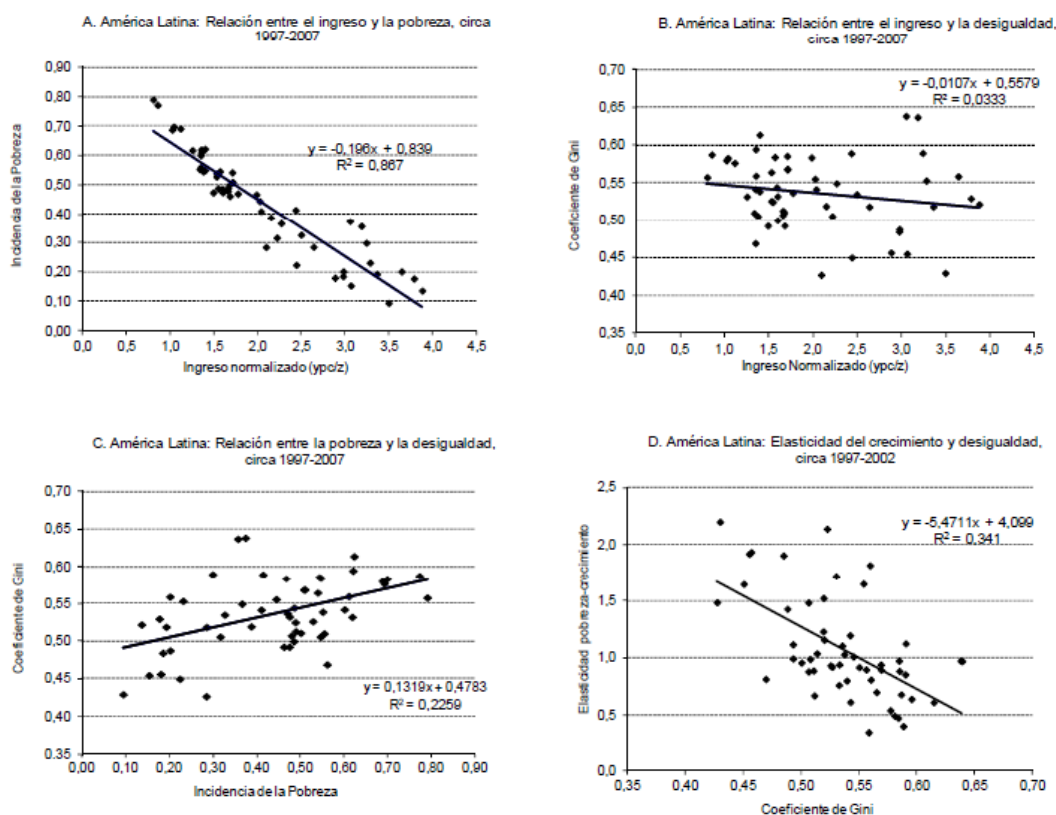 A. América Latina: Relación entre el ingreso y la pobreza, circa
1997-2007
0,90
0,80
0,70
0,60
0,50
0,40
0,30
0,20
0,10
0,00
Incidencia de la Pobreza
y = -0,196x + 0,839
R² = 0,867
0,0 0,5 1,0 1,5 2,0 2,5 3,0 3,5 4,0 4,5
Ingreso normalizado (ypc/z)
B. América Latina: Relación entre el ingreso y la desigualdad,
circa 1997-2007
0,70
0,65
0,60
0,55
0,50
0,45
0,40
0,35
Coeficiente de Gini
y = -0,0107x + 0,5579
R² = 0,0333
0,0 0,5 1,0 1,5 2,0 2,5 3,0 3,5 4,0 4,5
Ingreso Normalizado (ypc/z)
C. América Latina: Relación entre la pobreza y la desigualdad,
circa 1997-2007
0,70
0,65
0,60
0,55
0,50
0,45
0,40
0.35
Coeficiente de Gini
y = 0,1319x + 0,4783
R² = 0,2259
0,10 0,20 0,30 0,40 0,50 0,60 0,70 0,80 0,90
Incidencia de la Pobreza
D. América Latina: Elasticidad del crecimiento y desigualdad,
circa 1997-2002
2,5
2,0
1,5
1,0
0,5
0,0
Elasticidad pobreza-crecimiento
y = -5,4711x + 4,099
R² = 0,341
0,35 0,40 0,45 0,50 0,55 0,60 0,65 0,70
Coeficiente de Gini